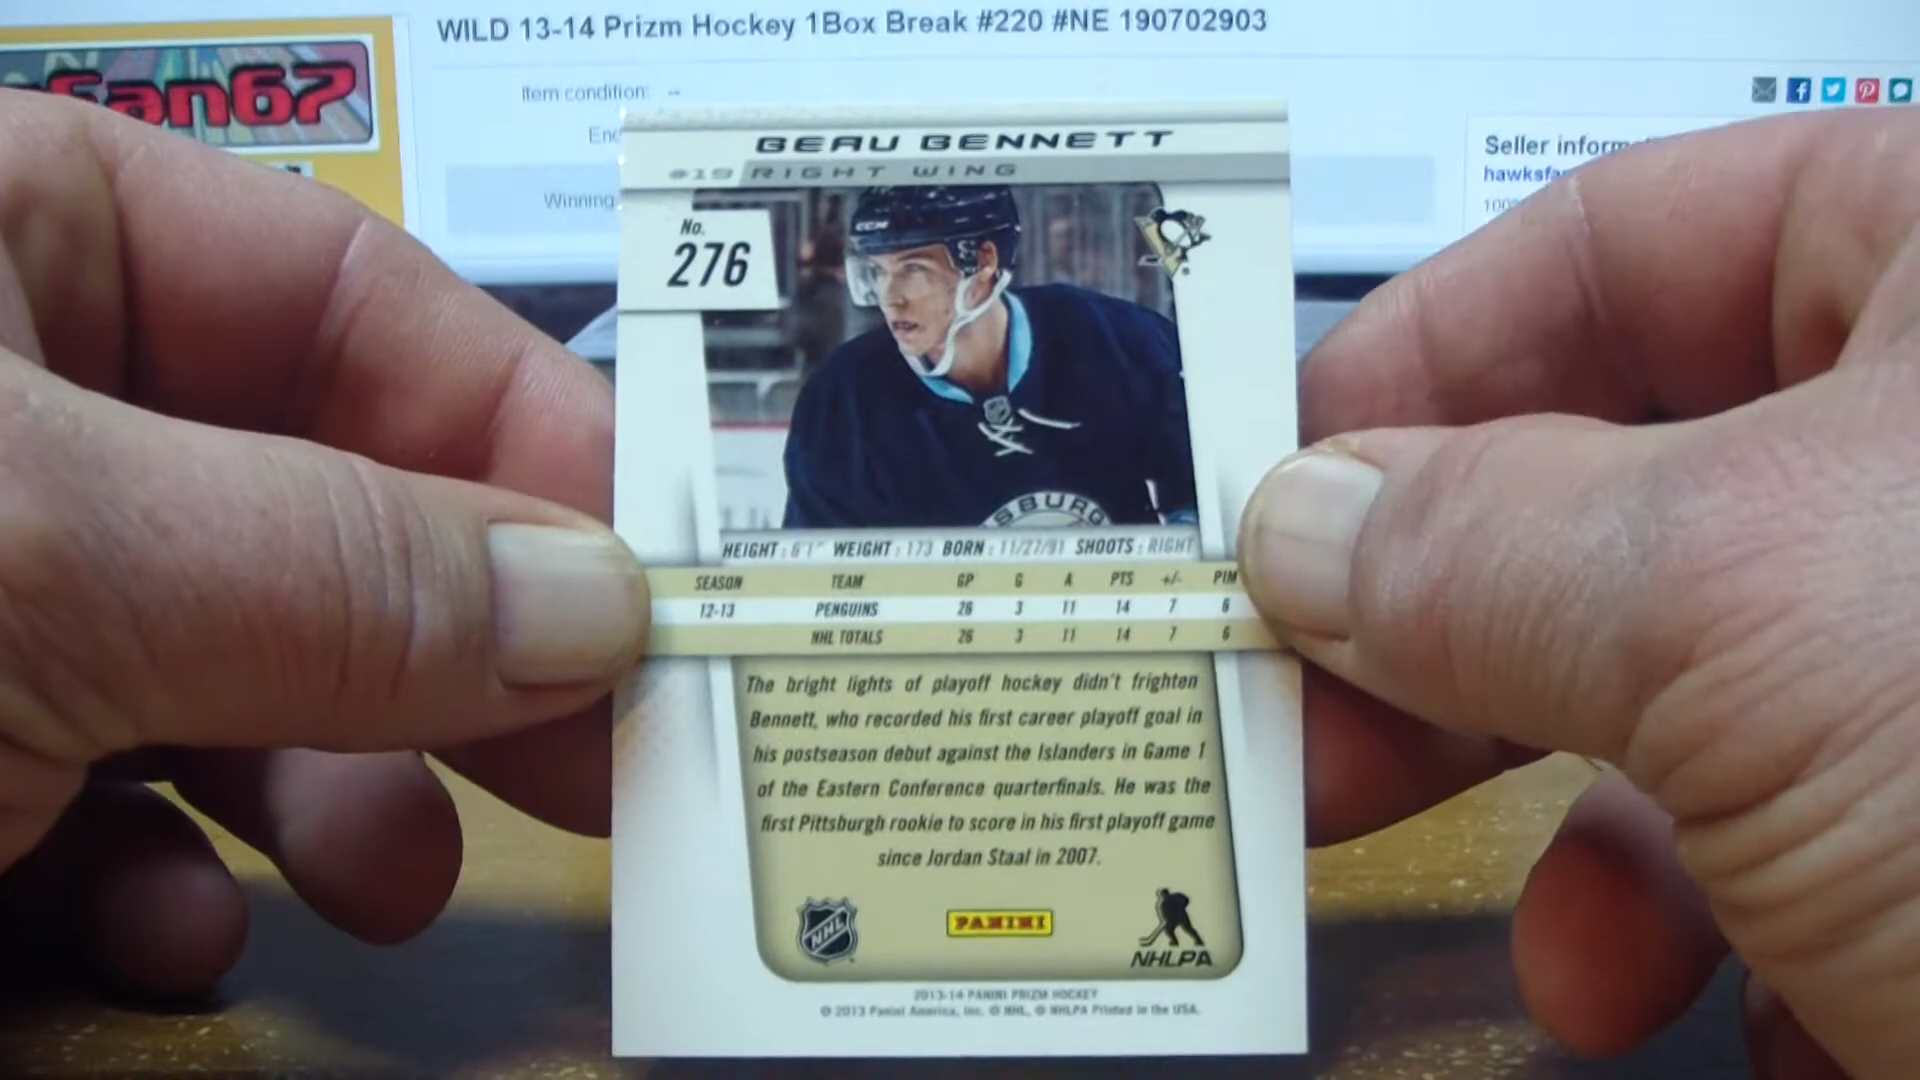 WILD 13-14 Prizm Hockey 1Box Break #220 #NE 190702903
fan67
Item condition: --
Winning
Seller
hawksfa
BEAU BENNETT
#19 RIGHT WING
No.
276
CCM
SBURG
HEIGHT: 6'1" WEIGHT: 173 BORN: 11/27/91 SHOOTS: RIGHT
SEASON TEAM GP G A PTS +/- PIM
12-13 PENGUINS 26 3 11 14 7 6
NHL TOTALS 26 3 11 14 7 6
The bright lights of playoff hockey didn't frighten
Bennett, who recorded his first career playoff goal in
his postseason debut against the Islanders in Game 1
of the Eastern Conference quarterfinals. He was the
first Pittsburgh rookie to score in his first playoff game
since Jordan Staal in 2007.
NHL
PANINI
NHLPA
2013-14 PANINI PRIZM HOCKEY
© 2013 Panini America, Inc. © NHL, © NHLPA Printed in the USA.